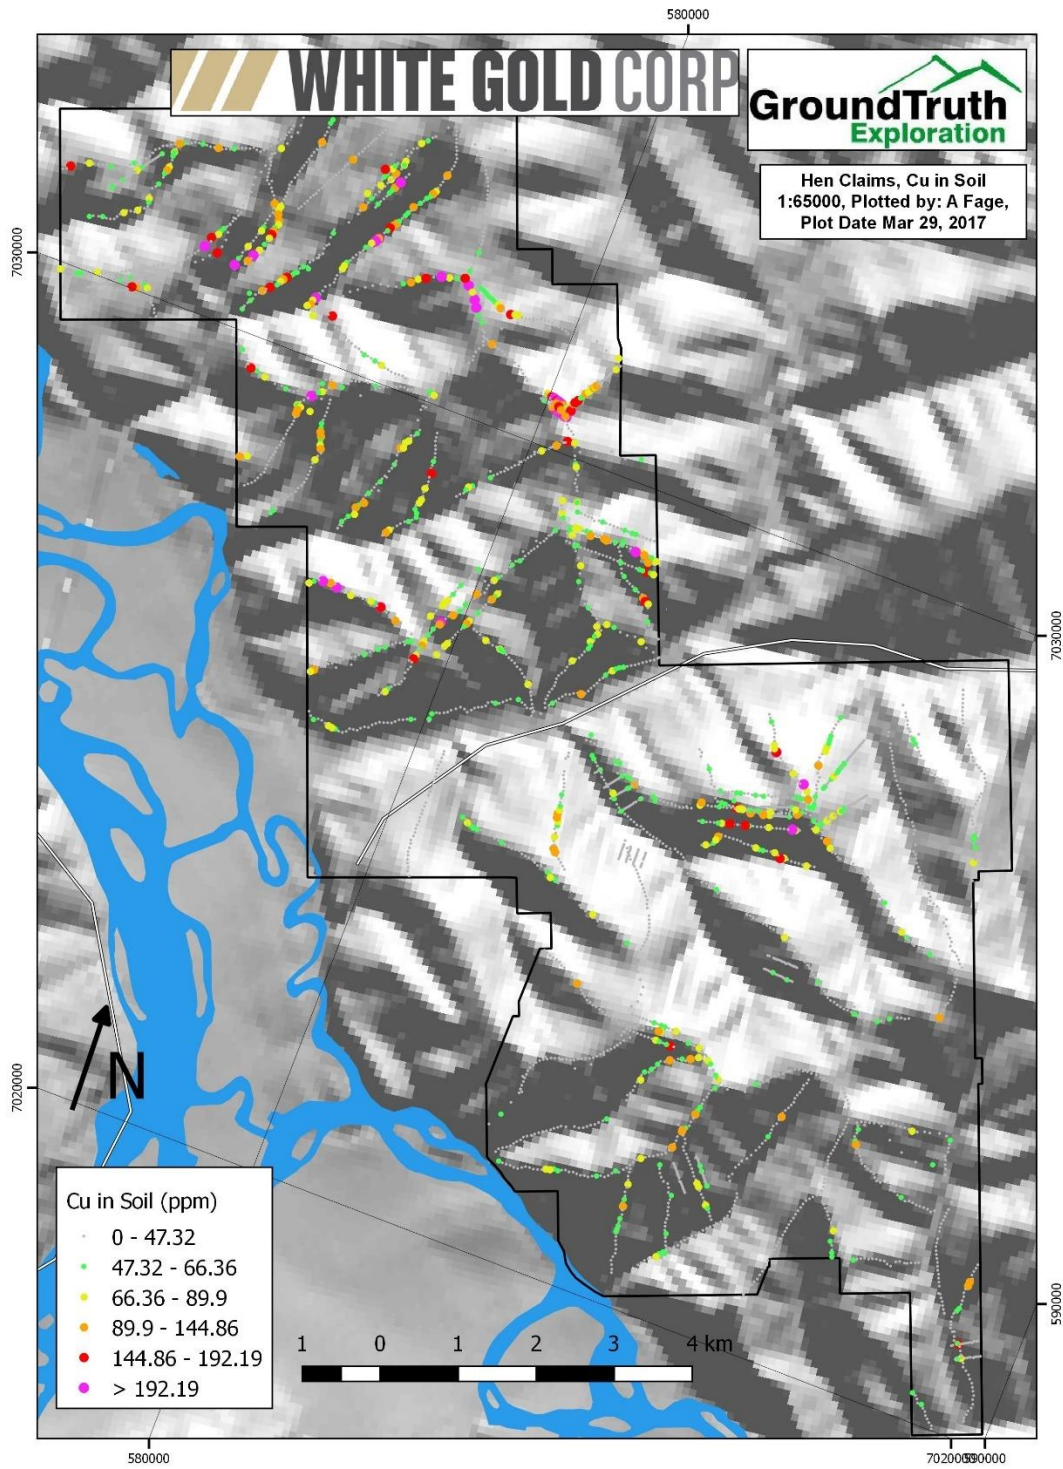 580000
WHITE GOLD CORP
GroundTruth
Exploration
Hen Claims, Cu in Soil
1:65000, Plotted by: A Fage,
Plot Date Mar 29, 2017
7030000
7030000
N
7020000
Cu in Soil (ppm)
0 - 47.32
47.32 - 66.36
66.36 - 89.9
89.9 - 144.86
144.86 - 192.19
> 192.19
1 0 1 2 3 4 km
590000
580000
7020000
590000